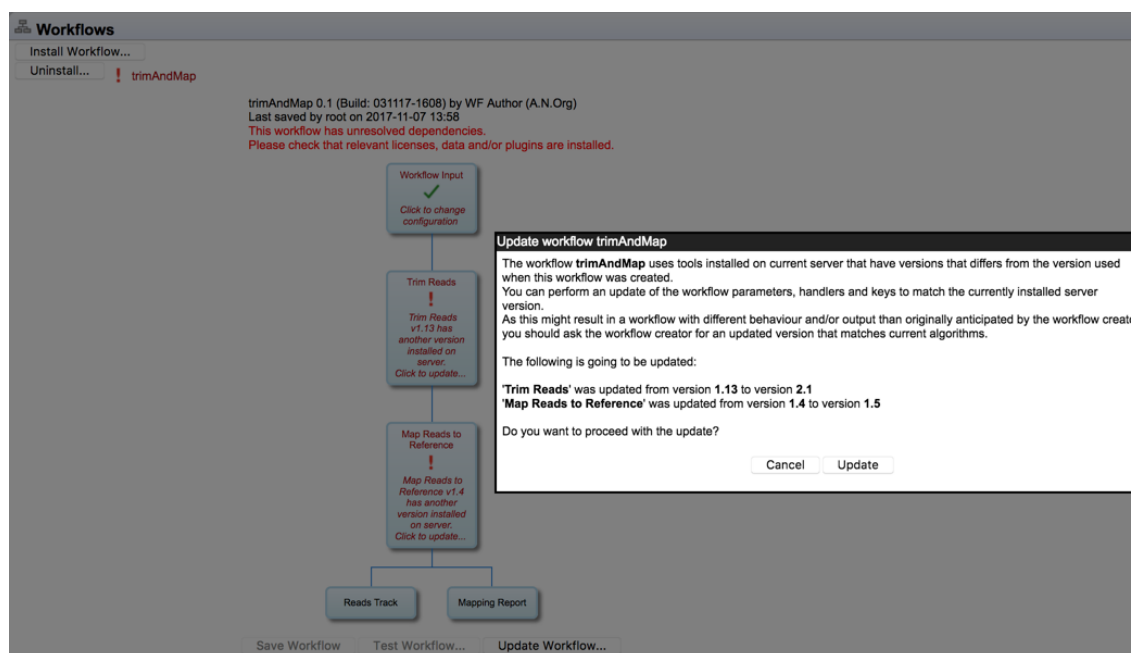 Workflows
Install Workflow...
Uninstall...
trimAndMap
trimAndMap 0.1 (Build: 031117-1608) by WF Author (A.N.Org)
Last saved by root on 2017-11-07 13:58
This workflow has unresolved dependencies.
Please check that relevant licenses, data and/or plugins are installed.
Workflow Input
Click to change
configuration
Trim Reads
Trim Reads
v1.13 has
another version
installed on
server.
Click to update...
Map Reads to
Reference
Map Reads to
Reference v1.4
has another
version installed
on server.
Click to update...
Reads Track
Mapping Report
Update workflow trimAndMap
The workflow trimAndMap uses tools installed on current server that have versions that differs from the version used
when this workflow was created.
You can perform an update of the workflow parameters, handlers and keys to match the currently installed server
version.
As this might result in a workflow with different behaviour and/or output than originally anticipated by the workflow create
you should ask the workflow creator for an updated version that matches current algorithms.
The following is going to be updated:
'Trim Reads' was updated from version 1.13 to version 2.1
'Map Reads to Reference' was updated from version 1.4 to version 1.5
Do you want to proceed with the update?
Cancel
Update
Save Workflow
Test Workflow...
Update Workflow...